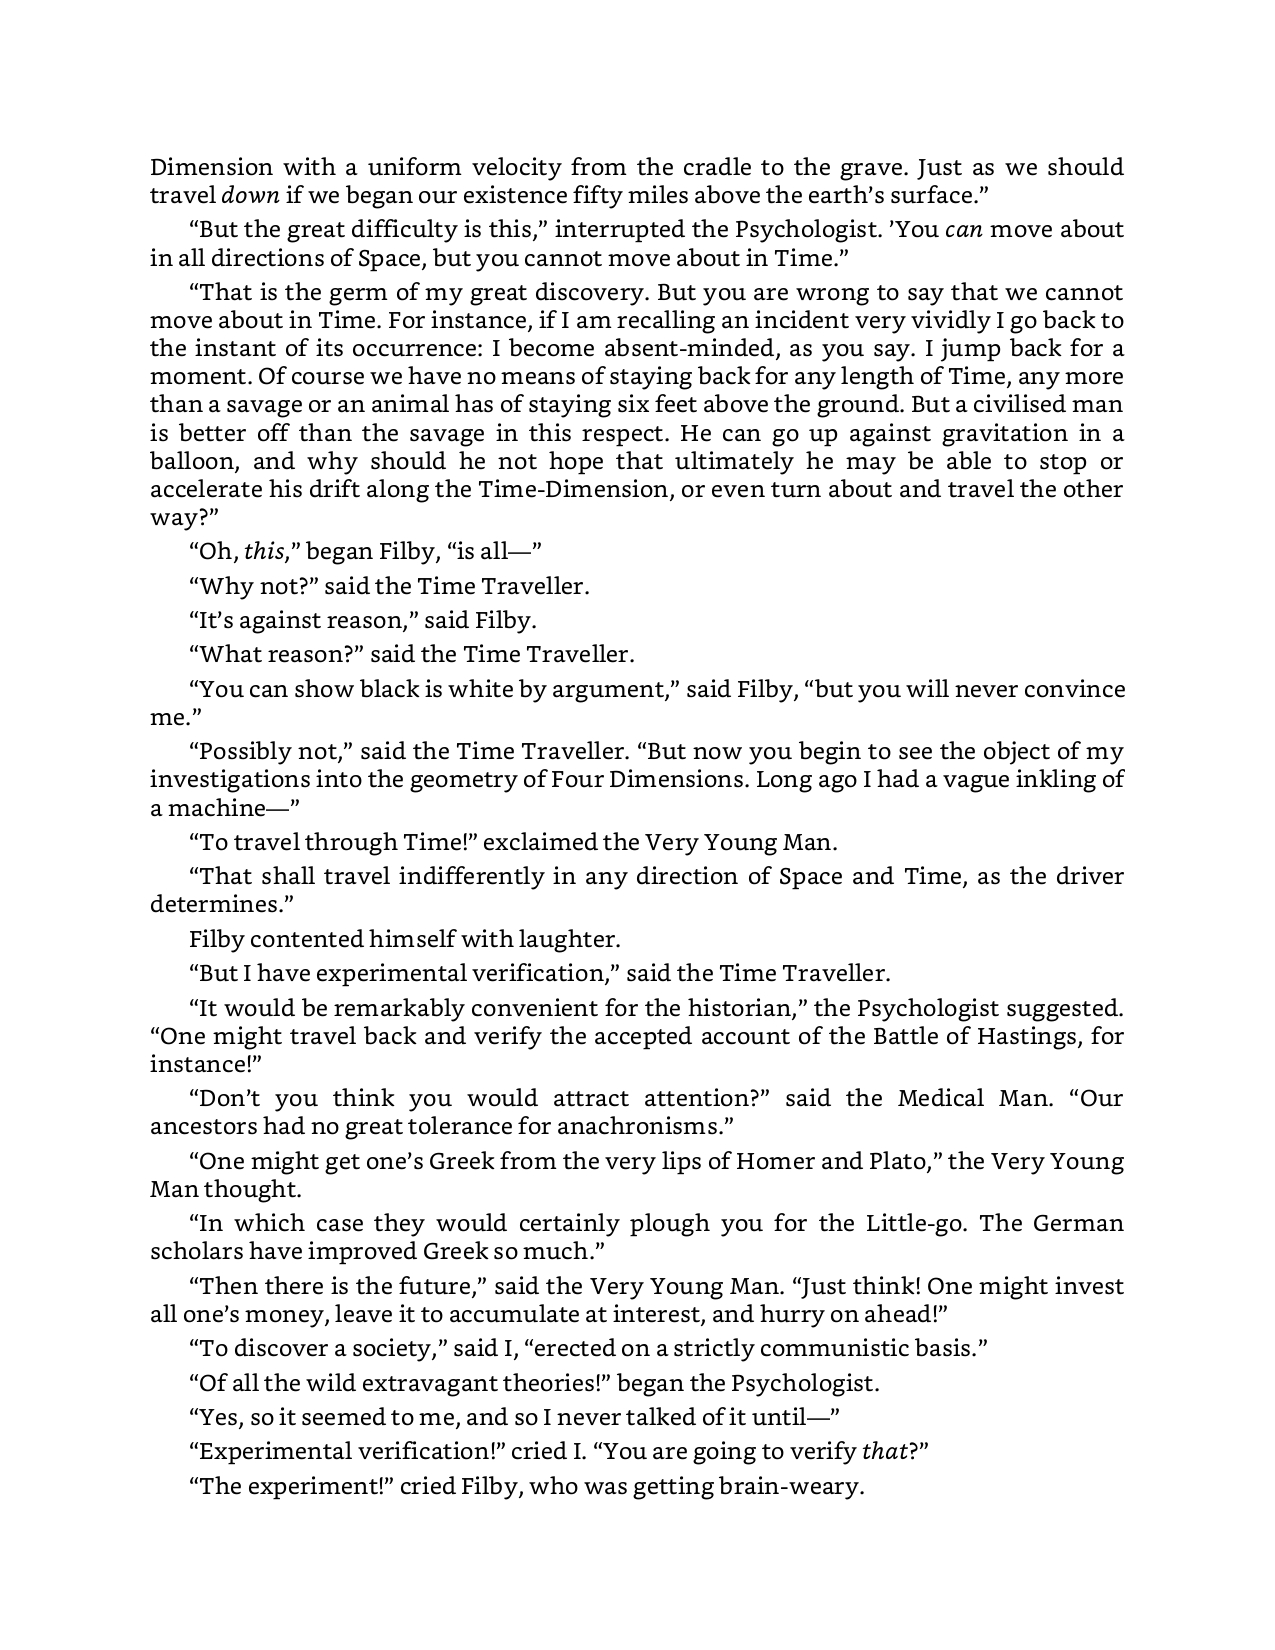 Dimension with a uniform velocity from the cradle to the grave. Just as we should
travel down if we began our existence fifty miles above the earth’s surface.”
“But the great difficulty is this,” interrupted the Psychologist. ’You can move about
in all directions of Space, but you cannot move about in Time.”
“That is the germ of my great discovery. But you are wrong to say that we cannot
move about in Time. For instance, if I am recalling an incident very vividly I go back to
the instant of its occurrence: I become absent-minded, as you say. I jump back for a
moment. Of course we have no means of staying back for any length of Time, any more
than a savage or an animal has of staying six feet above the ground. But a civilised man
is better off than the savage in this respect. He can go up against gravitation in a
balloon, and why should he not hope that ultimately he may be able to stop or
accelerate his drift along the Time-Dimension, or even turn about and travel the other
way?”
“Oh, this,” began Filby, “is all—”
“Why not?” said the Time Traveller.
“It’s against reason,” said Filby.
“What reason?” said the Time Traveller.
“You can show black is white by argument,” said Filby, “but you will never convince
me.”
“Possibly not,” said the Time Traveller. “But now you begin to see the object of my
investigations into the geometry of Four Dimensions. Long ago I had a vague inkling of
a machine—”
“To travel through Time!” exclaimed the Very Young Man.
“That shall travel indifferently in any direction of Space and Time, as the driver
determines.”
Filby contented himself with laughter.
“But I have experimental verification,” said the Time Traveller.
“It would be remarkably convenient for the historian,” the Psychologist suggested.
“One might travel back and verify the accepted account of the Battle of Hastings, for
instance!”
“Don’t you think you would attract attention?” said the Medical Man. “Our
ancestors had no great tolerance for anachronisms.”
“One might get one’s Greek from the very lips of Homer and Plato,” the Very Young
Man thought.
“In which case they would certainly plough you for the Little-go. The German
scholars have improved Greek so much.”
“Then there is the future,” said the Very Young Man. “Just think! One might invest
all one’s money, leave it to accumulate at interest, and hurry on ahead!”
“To discover a society,” said I, “erected on a strictly communistic basis.”
“Of all the wild extravagant theories!” began the Psychologist.
“Yes, so it seemed to me, and so I never talked of it until—”
“Experimental verification!” cried I. “You are going to verify that?”
“The experiment!” cried Filby, who was getting brain-weary.